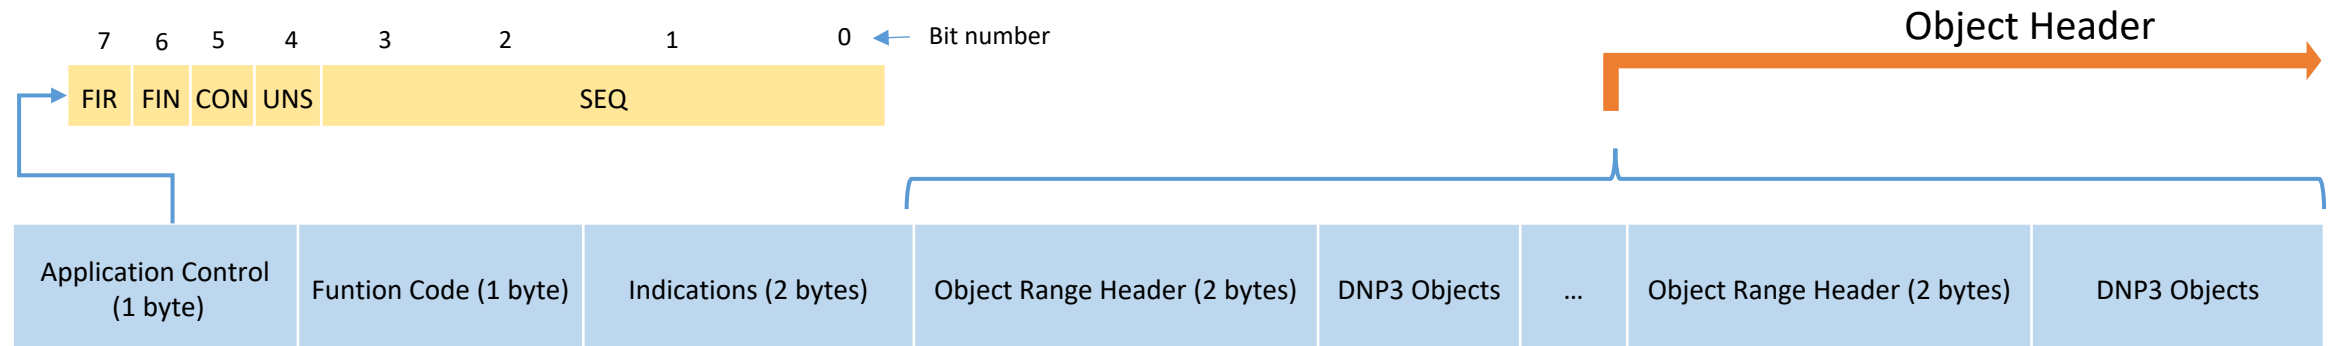 Object Header
7 6 5 4 3 2 1 0 Bit number
FIR FIN CON UNS SEQ
Application Control
(1 byte)
Funtion Code (1 byte)
Indications (2 bytes)
Object Range Header (2 bytes)
DNP3 Objects
...
Object Range Header (2 bytes)
DNP3 Objects